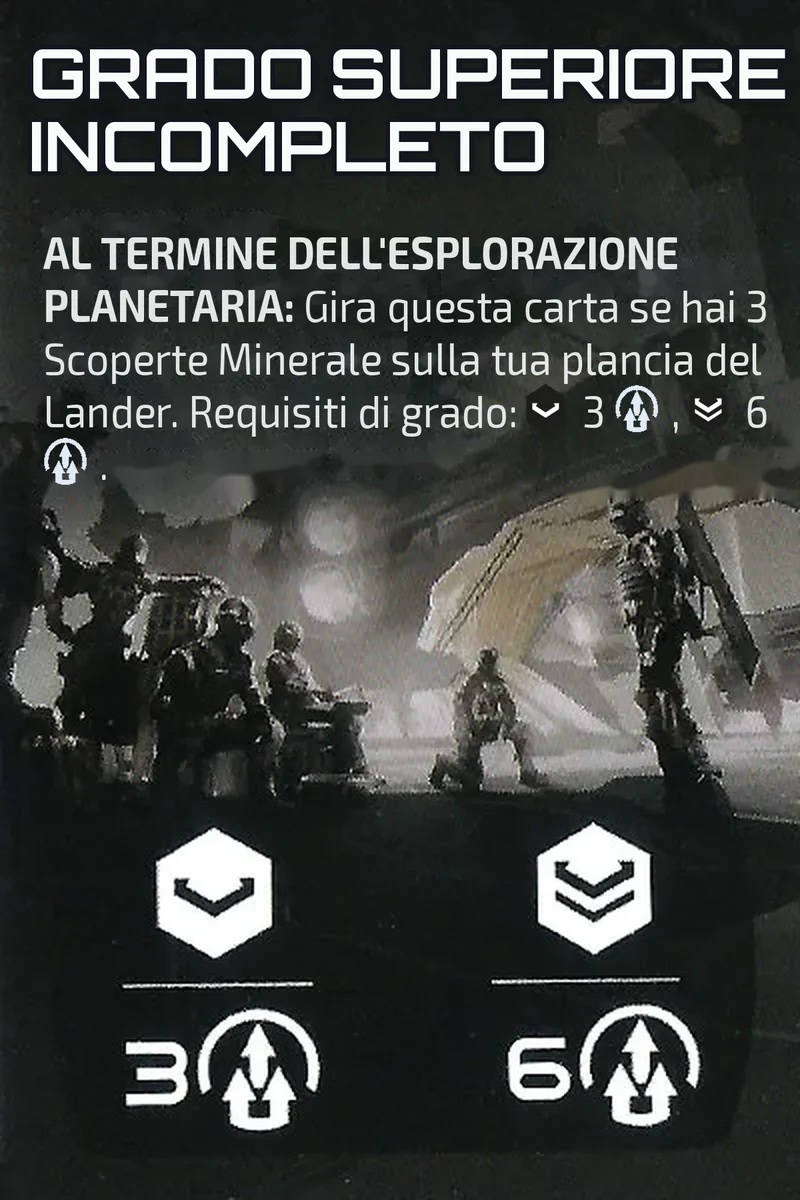 GRADO SUPERIORE
INCOMPLETO
AL TERMINE DELL'ESPLORAZIONE
PLANETARIA: Gira questa carta se hai 3
Scoperte Minerale sulla tua plancia del
Lander. Requisiti di grado: 3 , 6
.
3 6